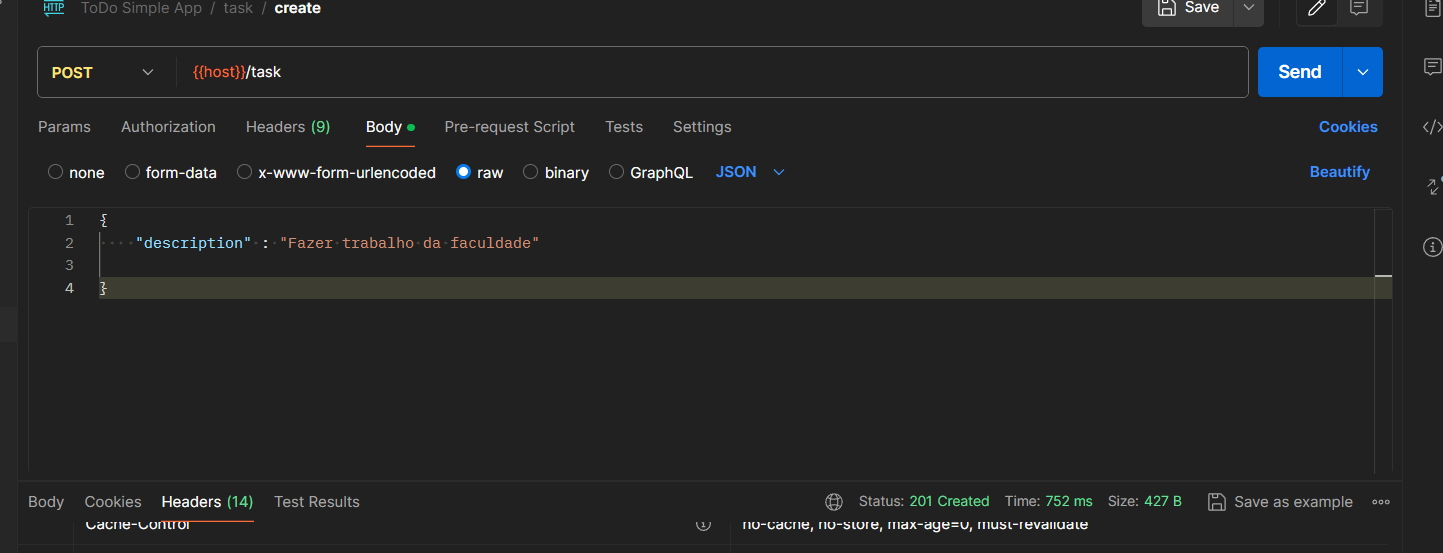 HTTP ToDo Simple App / task / create Save
POST {{host}}/task Send
Params Authorization Headers (9) Body Pre-request Script Tests Settings Cookies
none form-data x-www-form-urlencoded raw binary GraphQL JSON Beautify
1 {
2 "description" : "Fazer trabalho da faculdade"
3
4 }
Body Cookies Headers (14) Test Results Status: 201 Created Time: 752 ms Size: 427 B Save as example
Cache-Control no-cache, no-store, max-age=0, must-revalidate